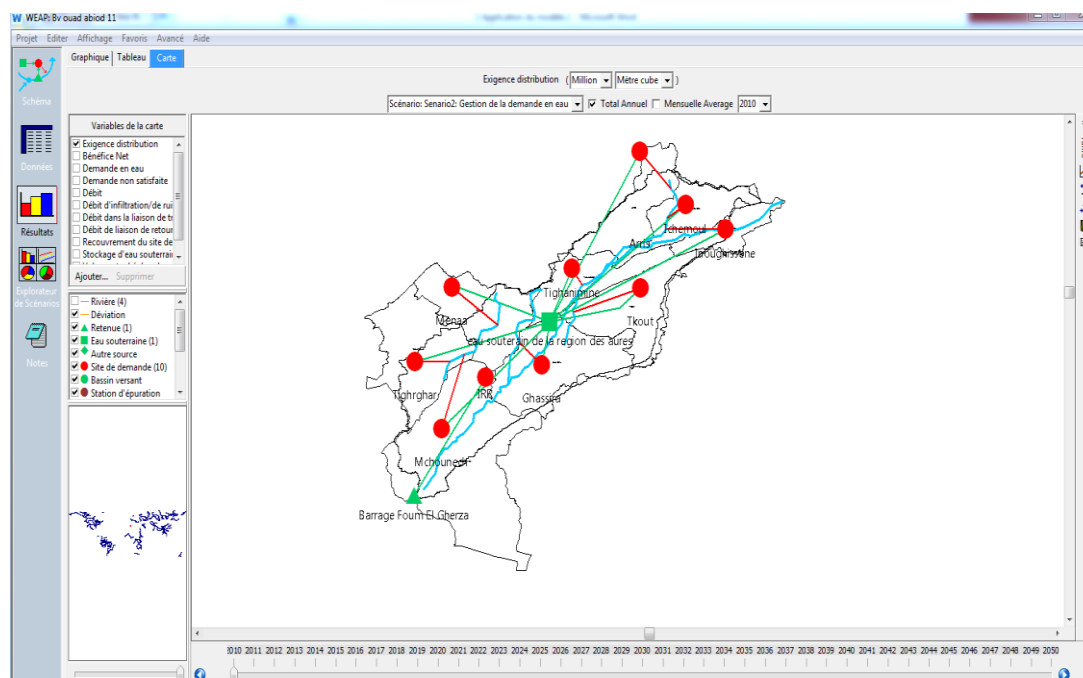 WEAP: Bv ouad abiod 11
Application du modèle Microsoft Word
Projet Editer Affichage Favoris Avancé Aide
Graphique Tableau Carte
Exigence distribution ( Million Mètre cube )
Scénario: Senario2: Gestion de la demande en eau Total Annuel Mensuelle Average 2010
Schéma
Données
Résultats
Explorateur
de Scénarios
Notes
Variables de la carte
Exigence distribution
Bénéfice Net
Demande en eau
Demande non satisfaite
Débit
Débit d'infiltration/de rui
Débit dans la liaison de tr
Débit de liaison de retour
Recouvrement du site de
Stockage d'eau souterrain
Ajouter... Supprimer
Rivière (4)
Déviation
Retenue (1)
Eau souterraine (1)
Autre source
Site de demande (10)
Bassin versant
Station d'épuration
Ichemoul
Arris
Inoughissane
Tighanimine
Menaa
Tkout
eau souterain de la region des aures
Tighrghar
IRR
Ghassira
Mchounech
Barrage Foum El Gherza
2010 2011 2012 2013 2014 2015 2016 2017 2018 2019 2020 2021 2022 2023 2024 2025 2026 2027 2028 2029 2030 2031 2032 2033 2034 2035 2036 2037 2038 2039 2040 2041 2042 2043 2044 2045 2046 2047 2048 2049 2050